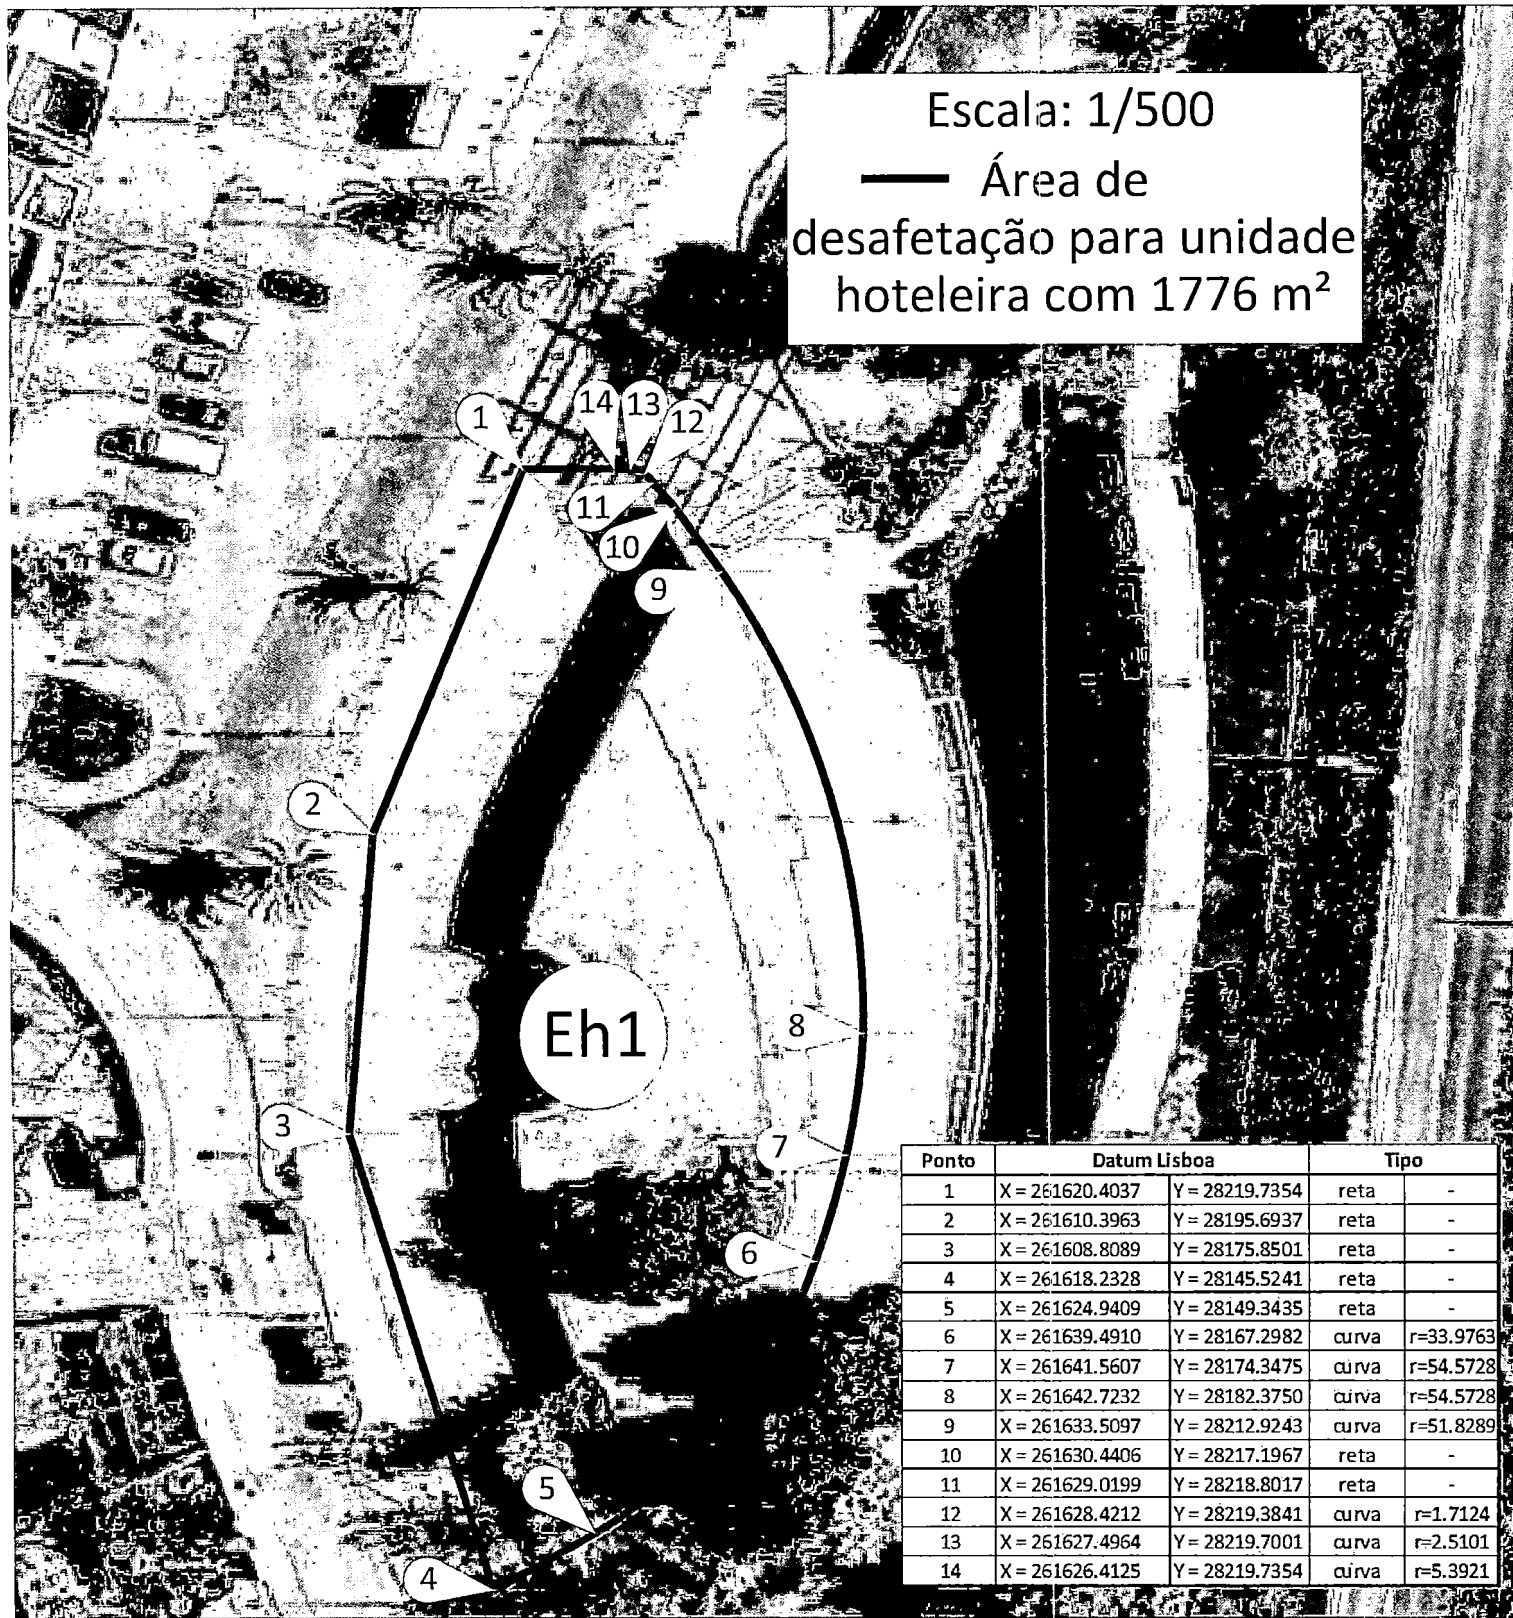 Escala: 1/500
Área de
desafetação para unidade
hoteleira com 1776 m²
14 13
1 12
11
10
9
2
Eh1
8
3
7
6
5
4
Ponto Datum Lisboa Tipo
1 X = 261620.4037 Y = 28219.7354 reta -
2 X = 261610.3963 Y = 28195.6937 reta -
3 X = 261608.8089 Y = 28175.8501 reta -
4 X = 261618.2328 Y = 28145.5241 reta -
5 X = 261624.9409 Y = 28149.3435 reta -
6 X = 261639.4910 Y = 28167.2982 curva r=33.9763
7 X = 261641.5607 Y = 28174.3475 curva r=54.5728
8 X = 261642.7232 Y = 28182.3750 curva r=54.5728
9 X = 261633.5097 Y = 28212.9243 curva r=51.8289
10 X = 261630.4406 Y = 28217.1967 reta -
11 X = 261629.0199 Y = 28218.8017 reta -
12 X = 261628.4212 Y = 28219.3841 curva r=1.7124
13 X = 261627.4964 Y = 28219.7001 curva r=2.5101
14 X = 261626.4125 Y = 28219.7354 curva r=5.3921